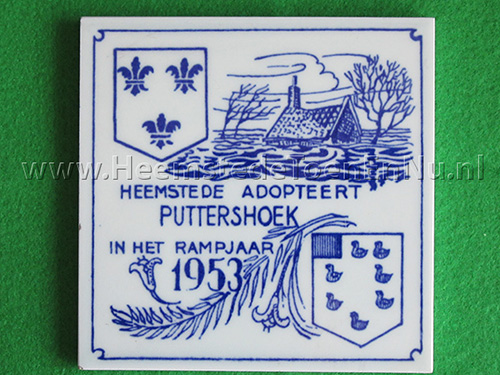 HEEMSTEDE ADOPTEERT
PUTTERSHOEK
IN HET RAMPJAAR
1953
www.HeemstedeToenEnNu.nl